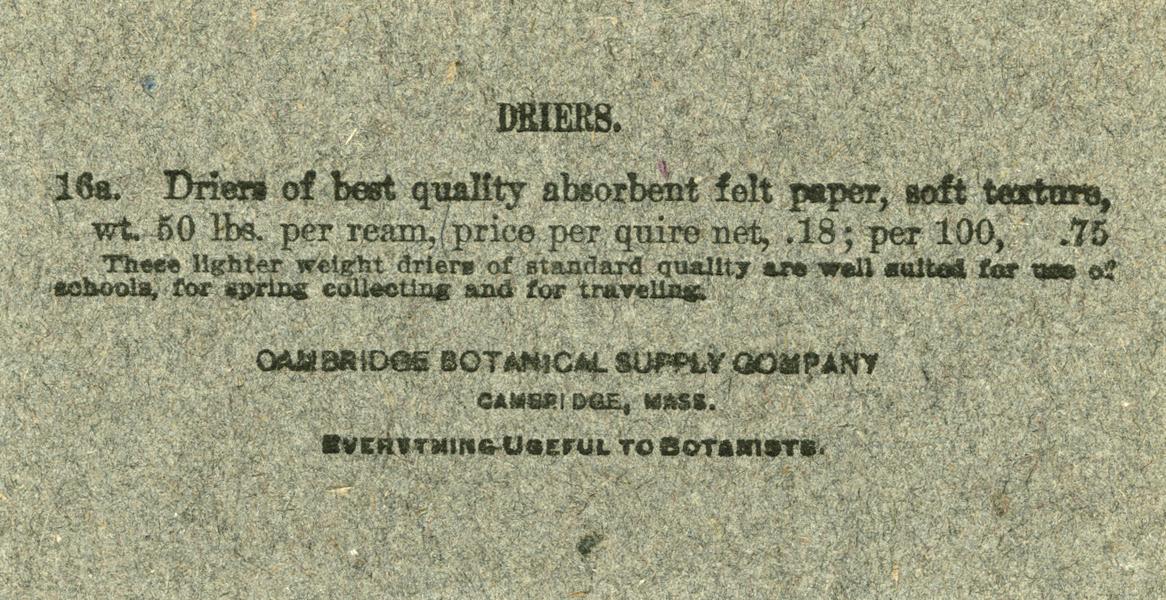 DRIERS.
16a. Driers of best quality absorbent felt paper, soft texture,
wt. 50 lbs. per ream, price per quire net, .18; per 100, .75
These lighter weight driers of standard quality are well suited for use of
schools, for spring collecting and for traveling.
CAMBRIDGE BOTANICAL SUPPLY COMPANY
CAMBRIDGE, MASS.
EVERYTHING USEFUL TO BOTANISTS.